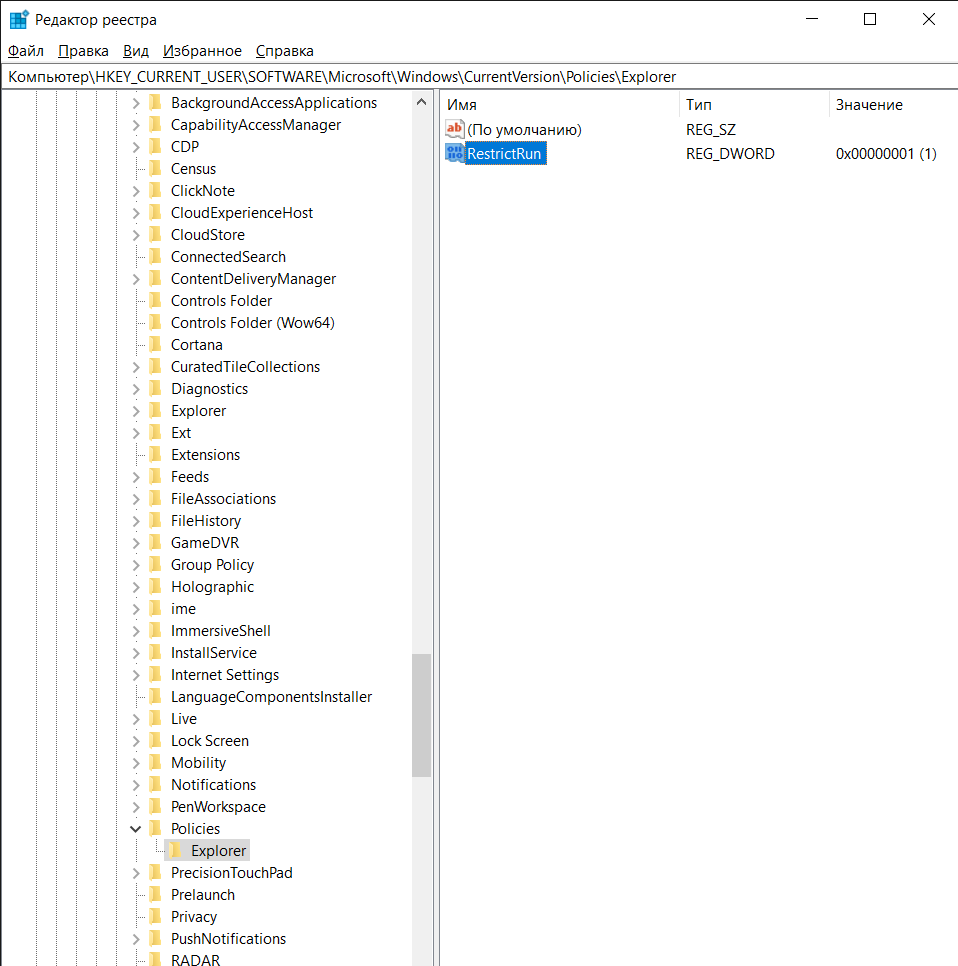 Редактор реестра
Файл Правка Вид Избранное Справка
Компьютер\HKEY_CURRENT_USER\SOFTWARE\Microsoft\Windows\CurrentVersion\Policies\Explorer
BackgroundAccessApplications
CapabilityAccessManager
CDP
Census
ClickNote
CloudExperienceHost
CloudStore
ConnectedSearch
ContentDeliveryManager
Controls Folder
Controls Folder (Wow64)
Cortana
CuratedTileCollections
Diagnostics
Explorer
Ext
Extensions
Feeds
FileAssociations
FileHistory
GameDVR
Group Policy
Holographic
ime
ImmersiveShell
InstallService
Internet Settings
LanguageComponentsInstaller
Live
Lock Screen
Mobility
Notifications
PenWorkspace
Policies
Explorer
PrecisionTouchPad
Prelaunch
Privacy
PushNotifications
RADAR
Имя Тип Значение
ab (По умолчанию) REG_SZ
RestrictRun REG_DWORD 0x00000001 (1)